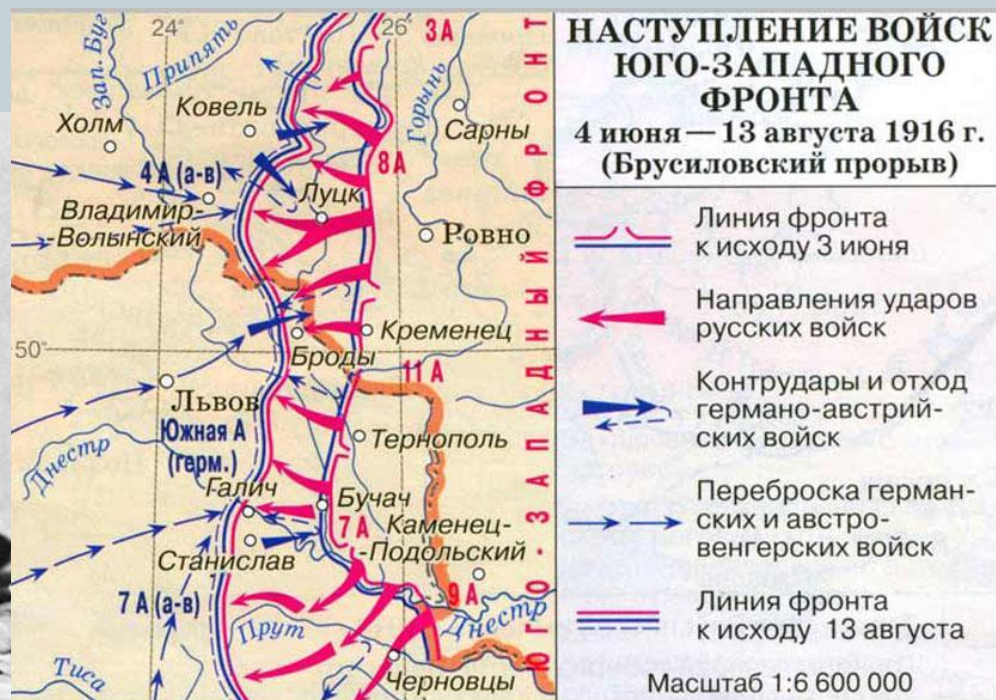 24°
26°
3А
Зап. Буг
Припять
Ковель
Горынь
Холм
Сарны
4 А (а-в)
8А
Луцк
Владимир-
-Волынский
Ровно
Кременец
50°
Броды
11 А
Львов
Южная А
(герм.)
Тернополь
Днестр
Галич
Бучач
7 А
Каменец-
-Подольский
Станислав
7 А (а-в)
9А
Днестр
Прут
Тиса
Черновцы
ЮГО-ЗАПАДНЫЙ ФРОНТ
НАСТУПЛЕНИЕ ВОЙСК
ЮГО-ЗАПАДНОГО
ФРОНТА
4 июня — 13 августа 1916 г.
(Брусиловский прорыв)
Линия фронта
к исходу 3 июня
Направления ударов
русских войск
Контрудары и отход
германо-австрий-
ских войск
Переброска герман-
ских и австро-
венгерских войск
Линия фронта
к исходу 13 августа
Масштаб 1:6 600 000